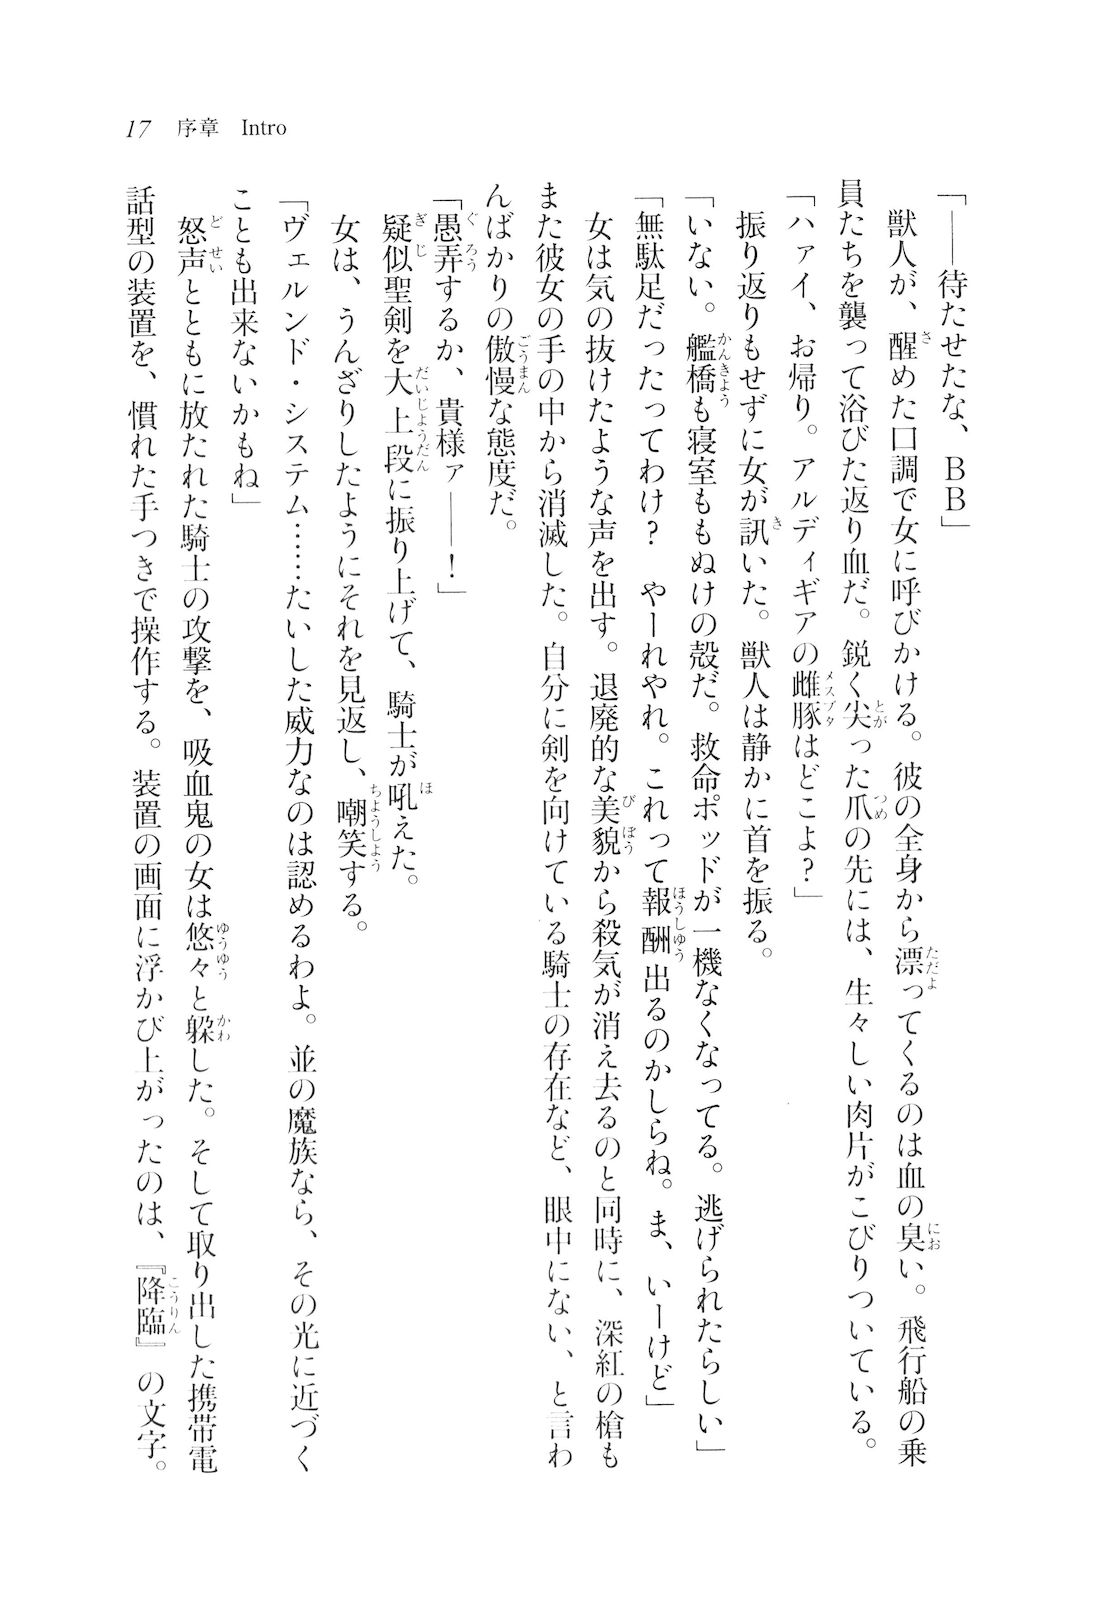 17　序章　Intro
「――待たせたな、ＢＢ」
　獣人が、醒めた口調で女に呼びかける。彼の全身から漂ってくるのは血の臭い。飛行船の乗
員たちを襲って浴びた返り血だ。鋭く尖った爪の先には、生々しい肉片がこびりついている。
「ハァイ、お帰り。アルディギアの雌豚はどこよ？」
　振り返りもせずに女が訊いた。獣人は静かに首を振る。
「いない。艦橋も寝室ももぬけの殻だ。救命ポッドが一機なくなってる。逃げられたらしい」
「無駄足だったってわけ？　やーれやれ。これって報酬出るのかしらね。ま、いーけど」
　女は気の抜けたような声を出す。退廃的な美貌から殺気が消え去るのと同時に、深紅の槍も
また彼女の手の中から消滅した。自分に剣を向けている騎士の存在など、眼中にない、と言わ
んばかりの傲慢な態度だ。
「愚弄するか、貴様ァ――！」
　疑似聖剣を大上段に振り上げて、騎士が吼えた。
　女は、うんざりしたようにそれを見返し、嘲笑する。
「ヴェルンド・システム……たいした威力なのは認めるわよ。並の魔族なら、その光に近づく
ことも出来ないかもね」
　怒声とともに放たれた騎士の攻撃を、吸血鬼の女は悠々と躱した。そして取り出した携帯電
話型の装置を、慣れた手つきで操作する。装置の画面に浮かび上がったのは、『降臨』の文字。